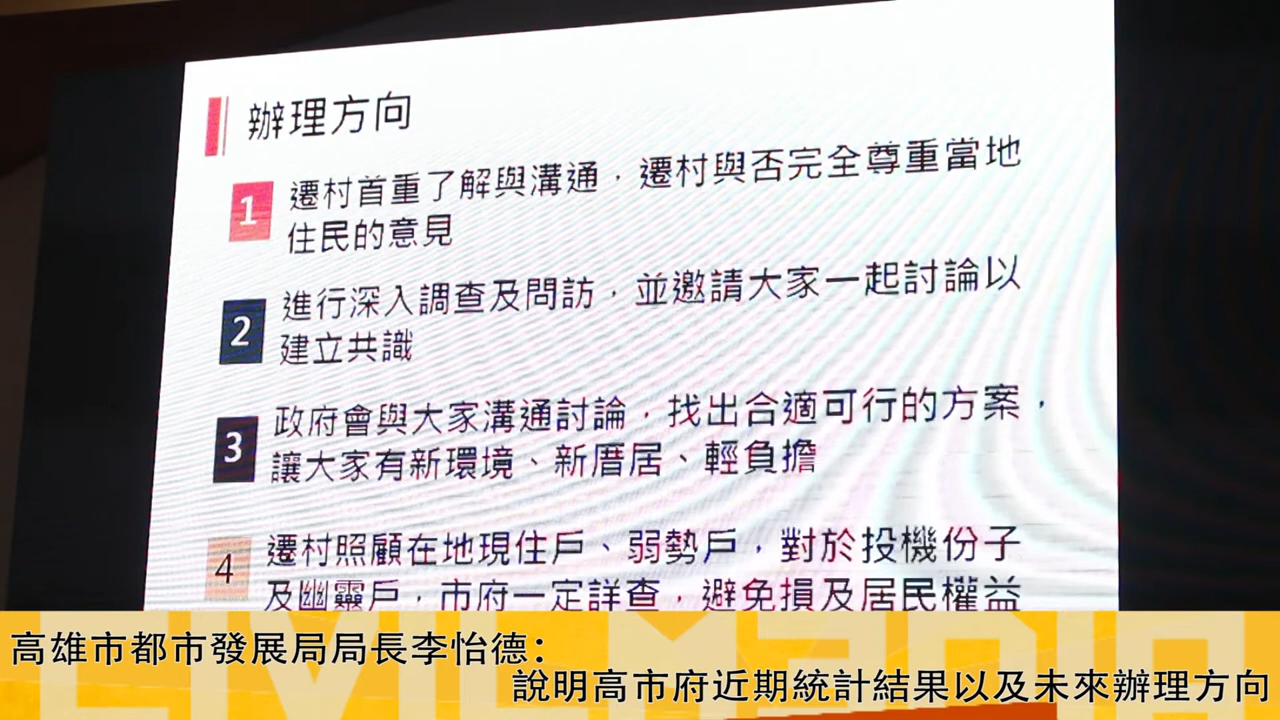 辦理方向
1
遷村首重了解與溝通，遷村與否完全尊重當地
住民的意見
2
進行深入調查及問訪，並邀請大家一起討論以
建立共識
3
政府會與大家溝通討論，找出合適可行的方案，
讓大家有新環境、新厝居、輕負擔
4
遷村照顧在地現住戶、弱勢戶，對於投機份子
及幽靈戶，市府一定詳查，避免損及居民權益
高雄市都市發展局局長李怡德：
說明高市府近期統計結果以及未來辦理方向